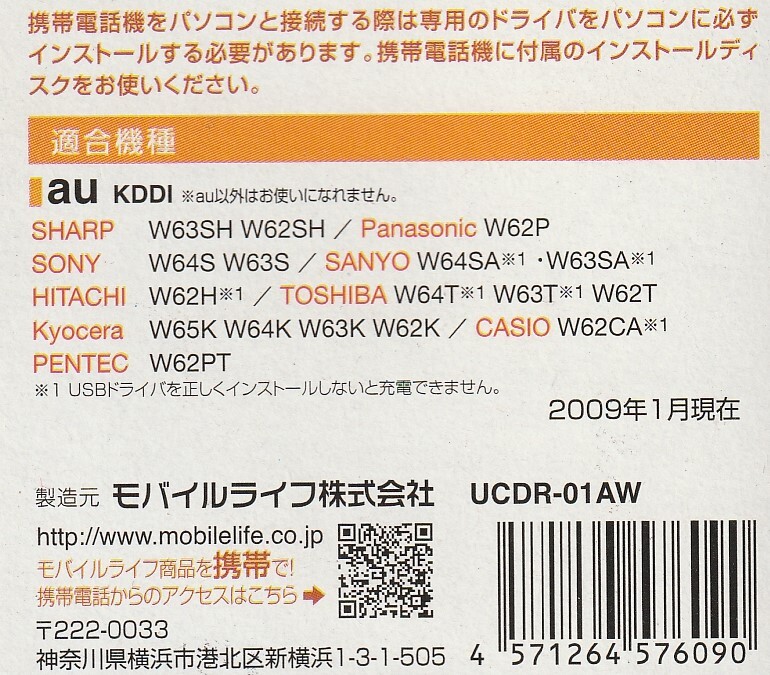 携帯電話機をパソコンと接続する際は専用のドライバをパソコンに必ず
インストールする必要があります。携帯電話機に付属のインストールディ
スクをお使いください。
適合機種
au KDDI ※au以外はお使いになれません。
SHARP W63SH W62SH / Panasonic W62P
SONY W64S W63S / SANYO W64SA※1 ・W63SA※1
HITACHI W62H※1 / TOSHIBA W64T※1 W63T※1 W62T
Kyocera W65K W64K W63K W62K / CASIO W62CA※1
PENTEC W62PT
※1 USBドライバを正しくインストールしないと充電できません。
2009年1月現在
製造元 モバイルライフ株式会社 UCDR-01AW
http://www.mobilelife.co.jp
モバイルライフ商品を携帯で!
携帯電話からのアクセスはこちら➡
〒222-0033
神奈川県横浜市港北区新横浜1-3-1-505
4 571264 576090